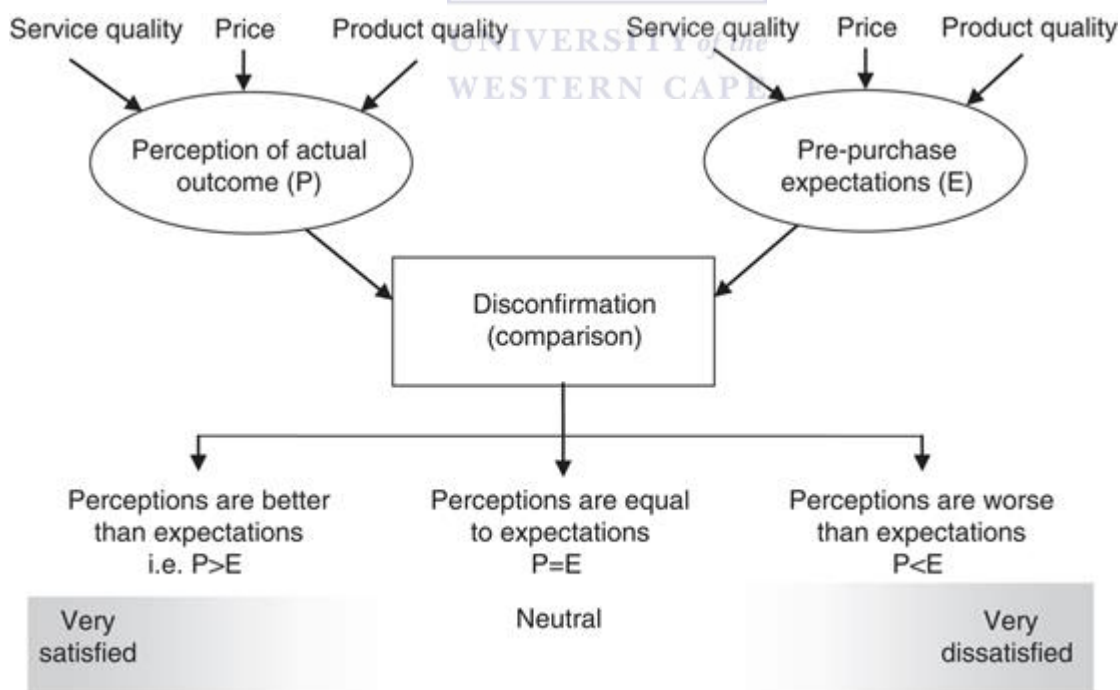 Service quality Price Product quality Service quality Price Product quality
UNIVERSITY of the
WESTERN CAPE
Perception of actual
outcome (P)
Pre-purchase
expectations (E)
Disconfirmation
(comparison)
Perceptions are better
than expectations
i.e. P>E
Perceptions are equal
to expectations
P=E
Perceptions are worse
than expectations
P<E
Very
satisfied
Neutral
Very
dissatisfied